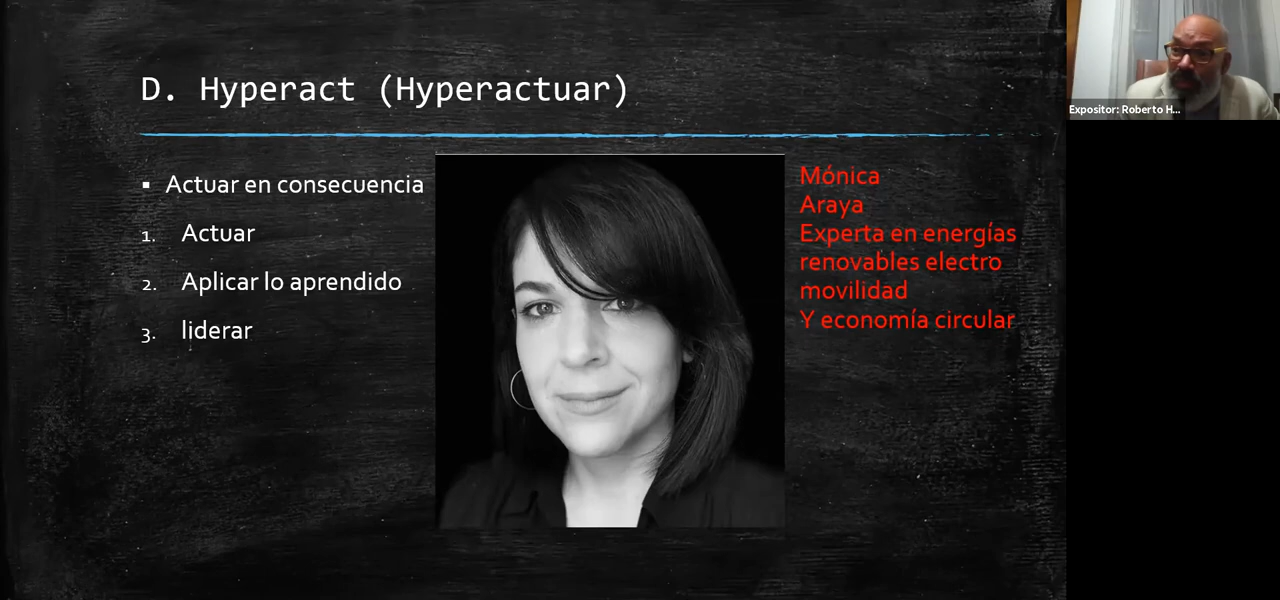 D. Hyperact (Hyperactuar)
▪ Actuar en consecuencia
1. Actuar
2. Aplicar lo aprendido
3. liderar
Mónica
Araya
Experta en energías
renovables electro
movilidad
Y economía circular
Expositor: Roberto H...